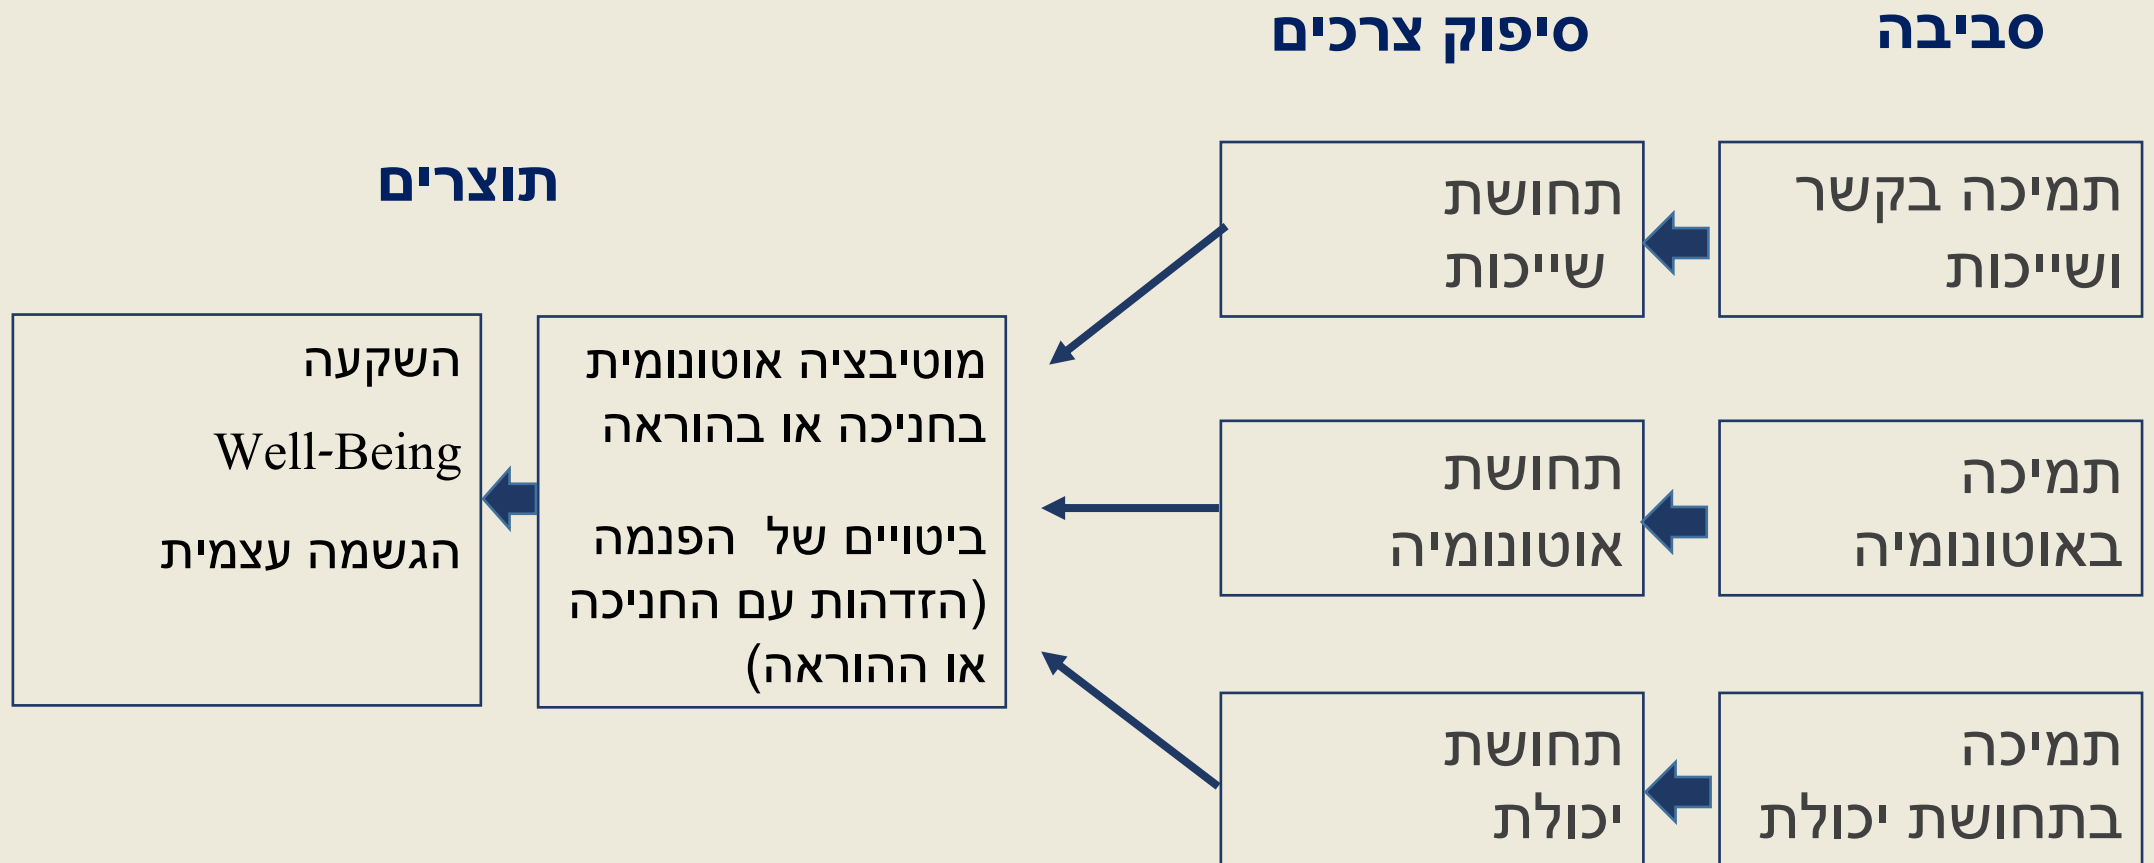 סביבה
סיפוק צרכים
תוצרים
תמיכה בקשר
ושייכות
תחושת
שייכות
תמיכה
באוטונומיה
תחושת
אוטונומיה
תמיכה
בתחושת יכולת
תחושת
יכולת
מוטיבציה אוטונומית
בחניכה או בהוראה
ביטויים של הפנמה
(הזדהות עם החניכה
או ההוראה)
השקעה
Well-Being
הגשמה עצמית